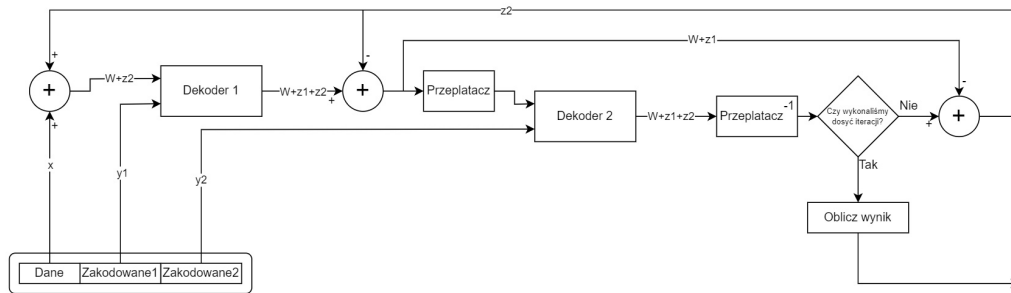 z2
W+z1
+
-
-
+
W+z2
Dekoder 1
W+z1+z2
+
+
Przeplatacz
Dekoder 2
W+z1+z2
Przeplatacz -1
Czy wykonaliśmy
dosyć iteracji?
Nie
+
+
+
Tak
x
y1
y2
Oblicz wynik
Dane
Zakodowane1
Zakodowane2